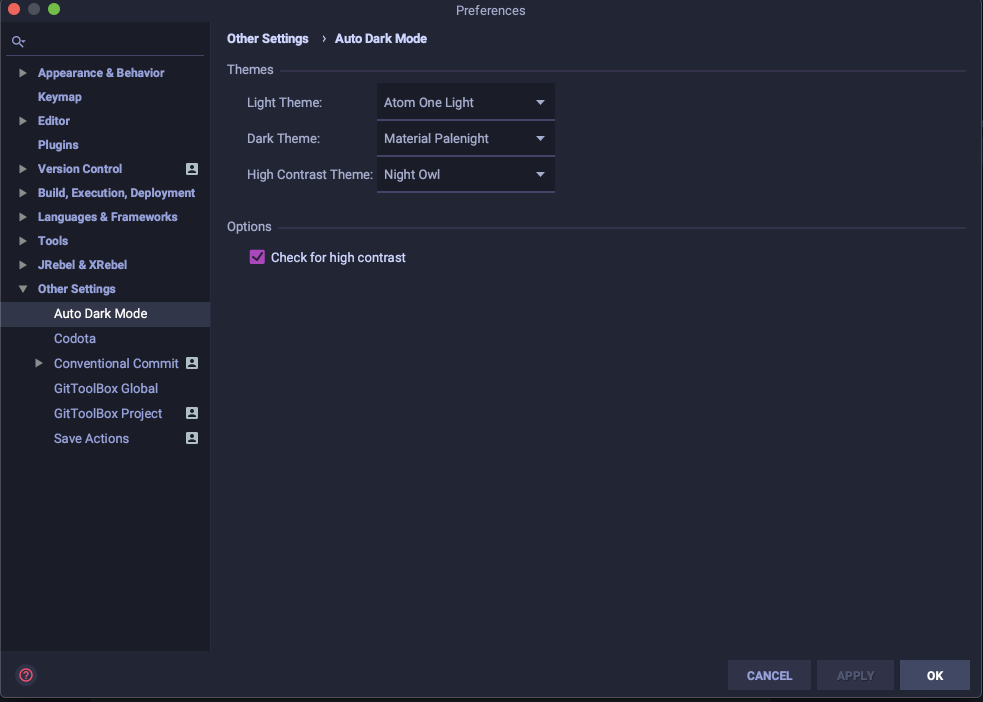 Preferences
Other Settings › Auto Dark Mode
Appearance & Behavior
Keymap
Editor
Plugins
Version Control
Build, Execution, Deployment
Languages & Frameworks
Tools
JRebel & XRebel
Other Settings
Auto Dark Mode
Codota
Conventional Commit
GitToolBox Global
GitToolBox Project
Save Actions
Themes
Light Theme: Atom One Light
Dark Theme: Material Palenight
High Contrast Theme: Night Owl
Options
Check for high contrast
?
CANCEL APPLY OK